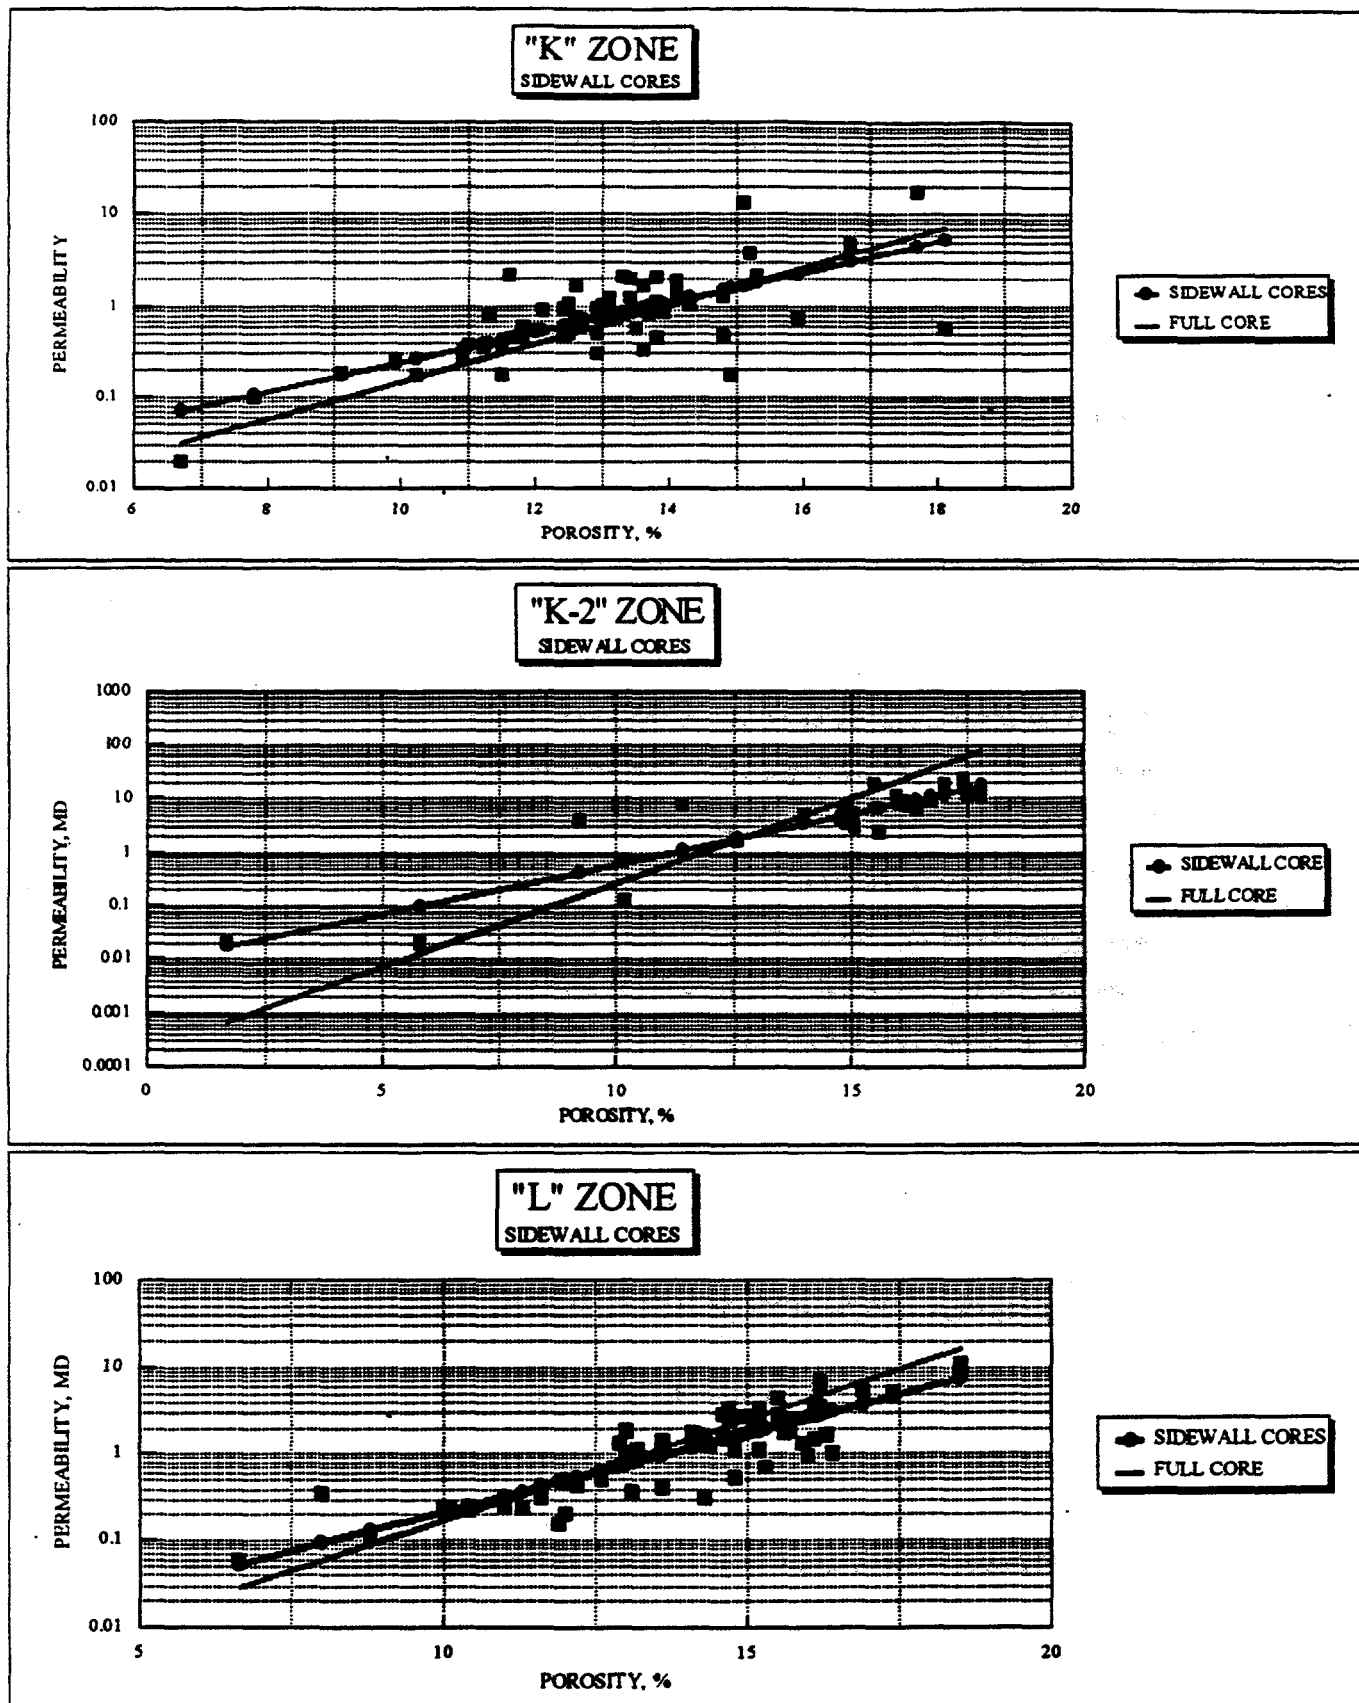 "K" ZONE
SIDEWALL CORES
PERMEABILITY
100
10
1
0.1
0.01
6 8 10 12 14 16 18 20
POROSITY, %
SIDEWALL CORES
FULL CORE
"K-2" ZONE
SIDEWALL CORES
PERMEABILITY, MD
1000
100
10
1
0.1
0.01
0.001
0.0001
0 5 10 15 20
POROSITY, %
SIDEWALL CORE
FULL CORE
"L" ZONE
SIDEWALL CORES
PERMEABILITY, MD
100
10
1
0.1
0.01
5 10 15 20
POROSITY, %
SIDEWALL CORES
FULL CORE